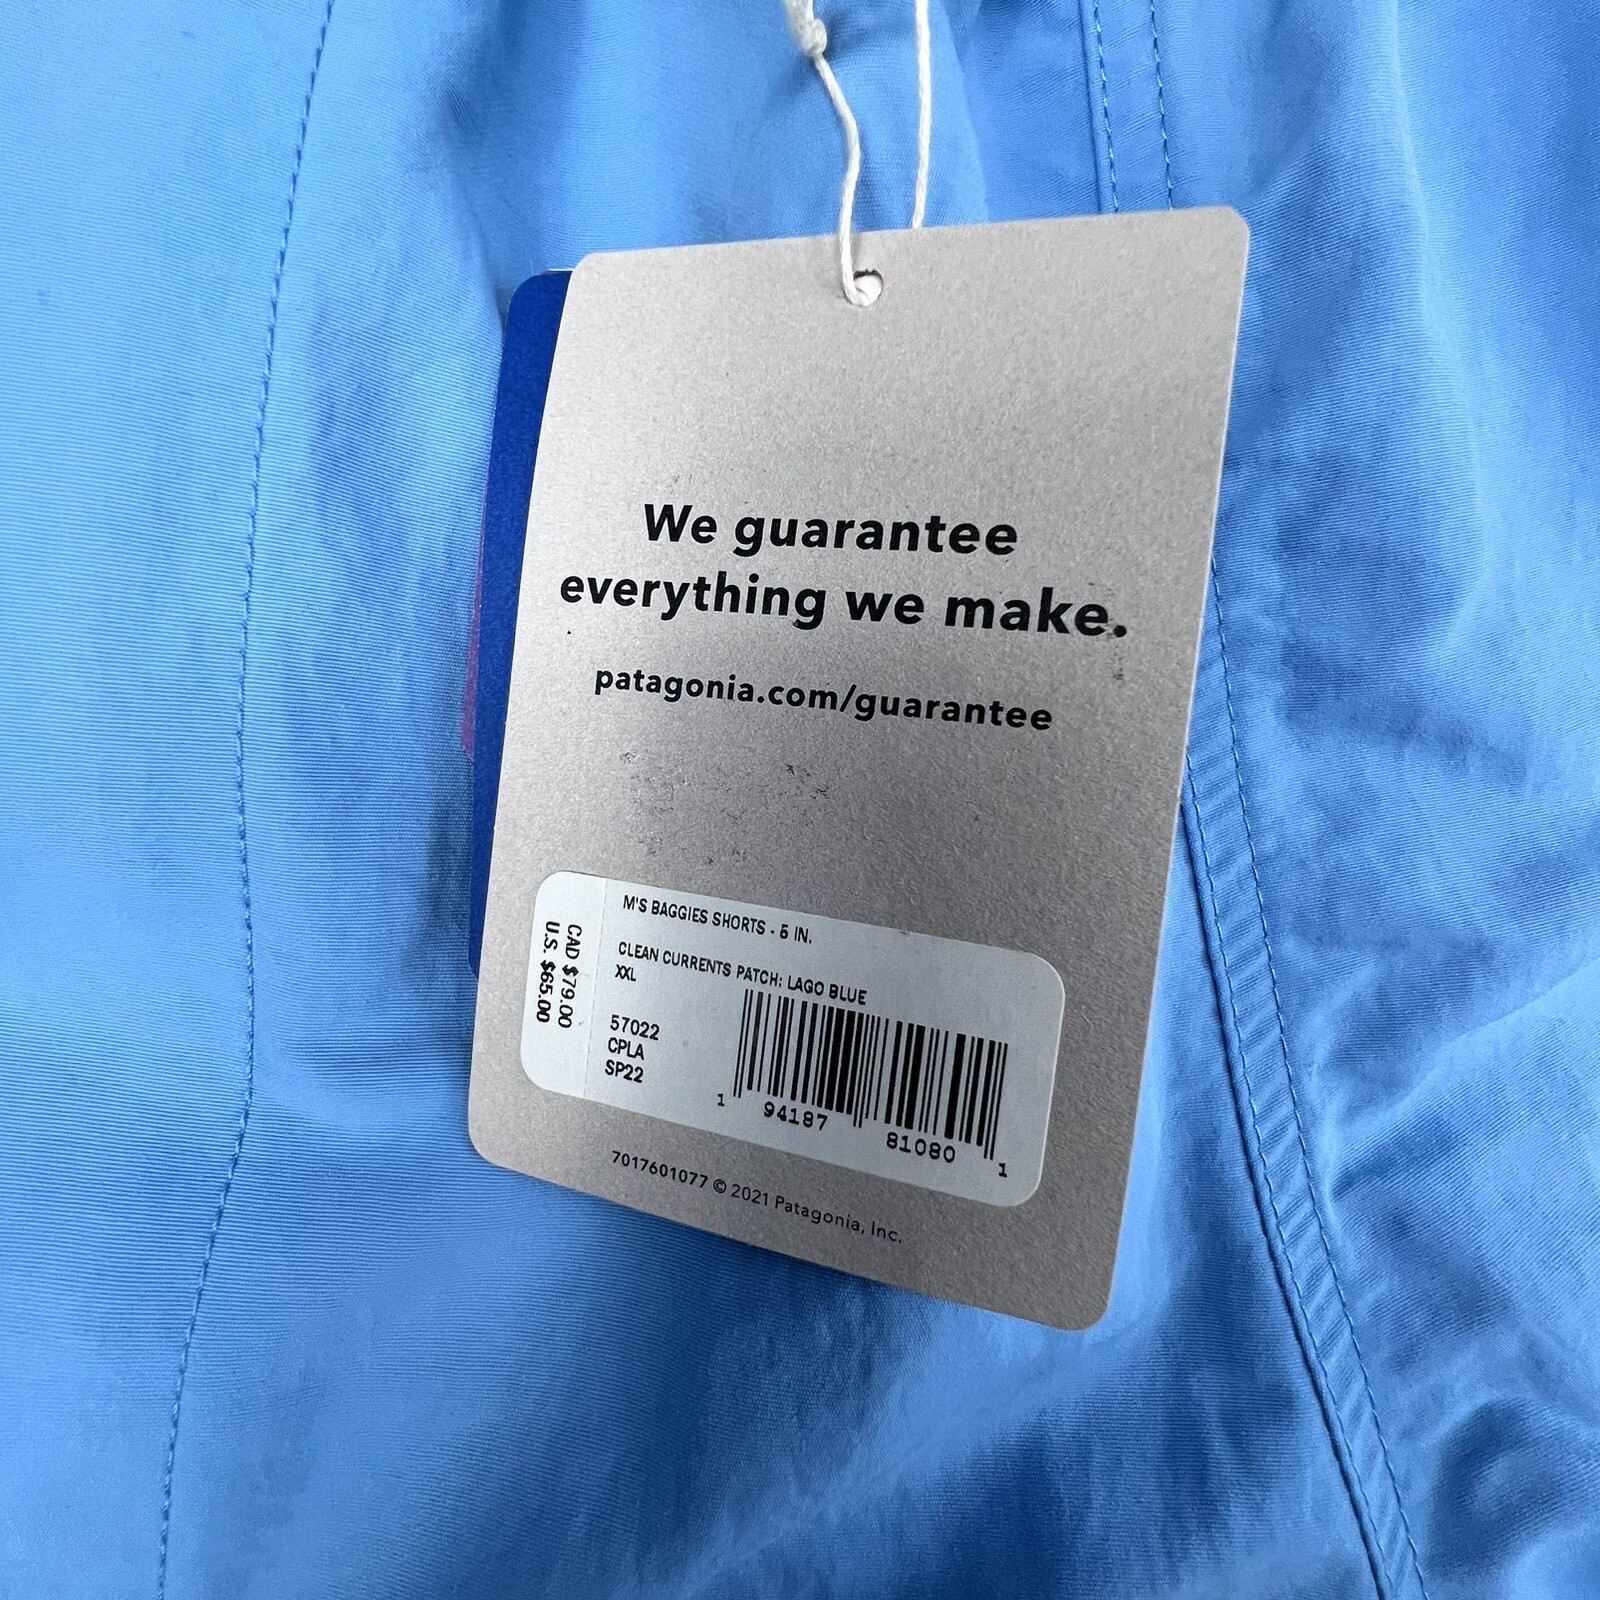 We guarantee
everything we make.
patagonia.com/guarantee
M'S BAGGIES SHORTS - 5 IN.
CLEAN CURRENTS PATCH: LAGO BLUE
XXL
57022
CPLA
SP22
CAD $79.00
U.S. $65.00
1 94187 81080 1
7017601077 © 2021 Patagonia, Inc.